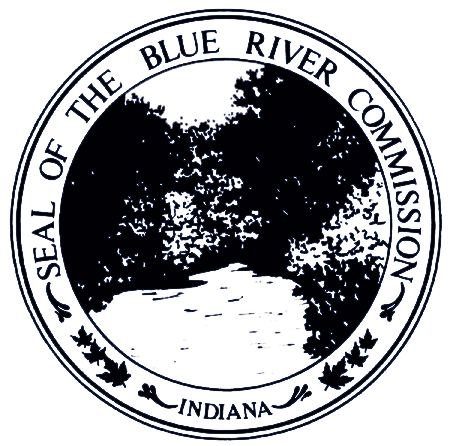 SEAL OF THE BLUE RIVER COMMISSION
INDIANA